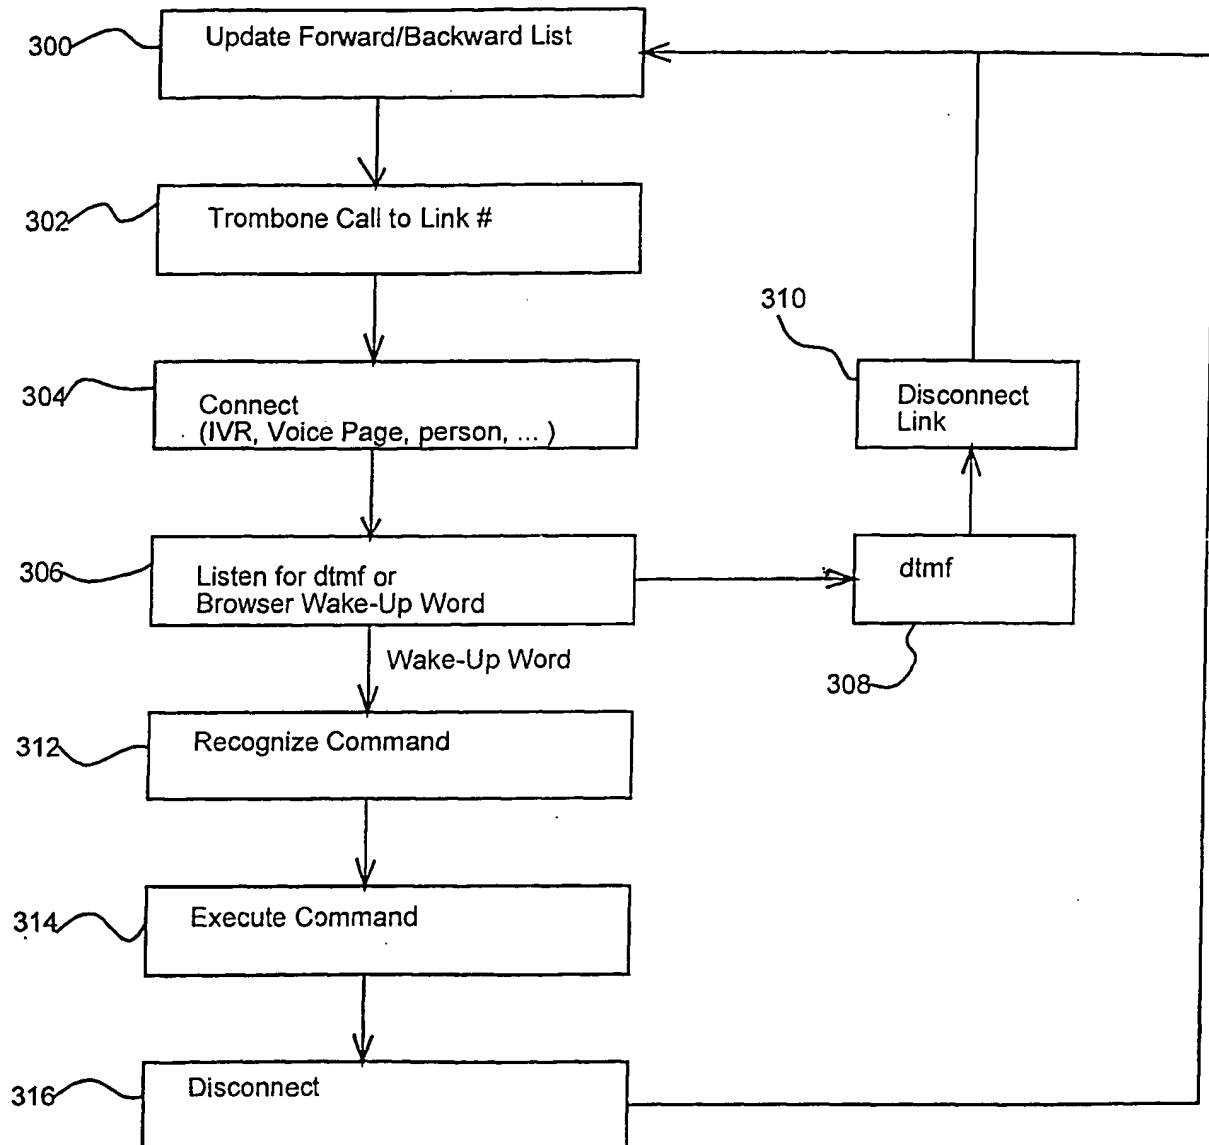 300
Update Forward/Backward List
302
Trombone Call to Link #
310
304
Connect
(IVR, Voice Page, person, ... )
Disconnect
Link
306
Listen for dtmf or
Browser Wake-Up Word
dtmf
Wake-Up Word
308
312
Recognize Command
314
Execute Command
316
Disconnect